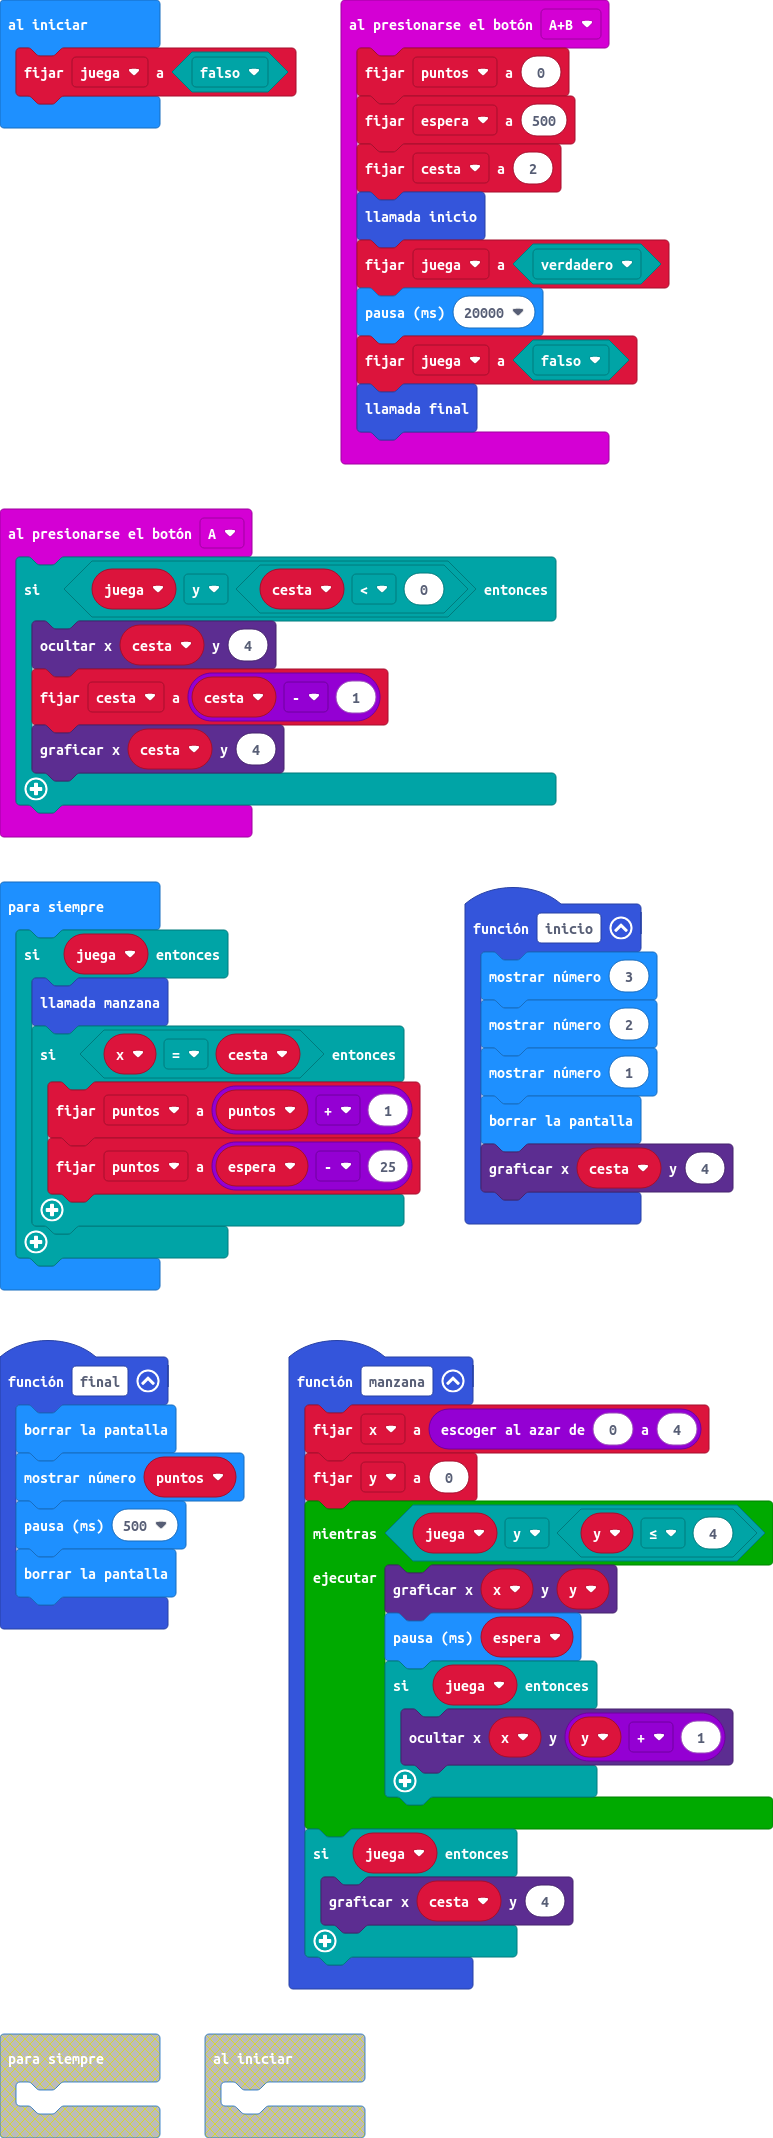 al iniciar
fijar juega a falso
al presionarse el botón A+B
fijar puntos a 0
fijar espera a 500
fijar cesta a 2
llamada inicio
fijar juega a verdadero
pausa (ms) 20000
fijar juega a falso
llamada final
al presionarse el botón A
si juega y cesta < 0 entonces
ocultar x cesta y 4
fijar cesta a cesta - 1
graficar x cesta y 4
para siempre
si juega entonces
llamada manzana
si x = cesta entonces
fijar puntos a puntos + 1
fijar puntos a espera - 25
función inicio
mostrar número 3
mostrar número 2
mostrar número 1
borrar la pantalla
graficar x cesta y 4
función final
borrar la pantalla
mostrar número puntos
pausa (ms) 500
borrar la pantalla
función manzana
fijar x a escoger al azar de 0 a 4
fijar y a 0
mientras juega y y ≤ 4
ejecutar
graficar x x y y
pausa (ms) espera
si juega entonces
ocultar x x y y + 1
si juega entonces
graficar x cesta y 4
para siempre
al iniciar